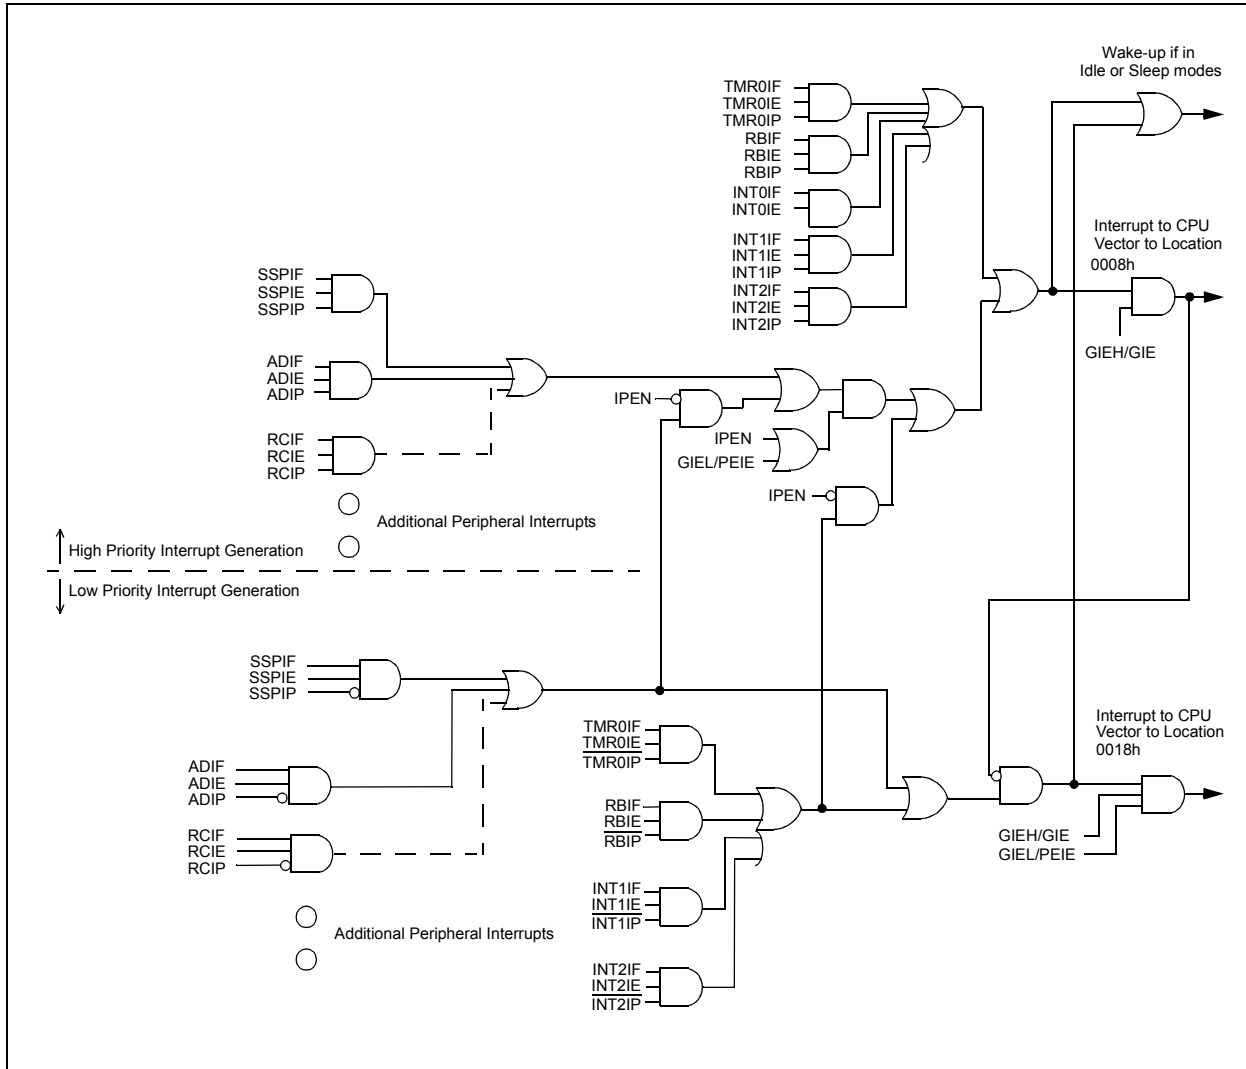 Wake-up if in
Idle or Sleep modes
TMR0IF
TMR0IE
TMR0IP
RBIF
RBIE
RBIP
INT0IF
INT0IE
INT1IF
INT1IE
INT1IP
INT2IF
INT2IE
INT2IP
Interrupt to CPU
Vector to Location
0008h
GIEH/GIE
SSPIF
SSPIE
SSPIP
ADIF
ADIE
ADIP
RCIF
RCIE
RCIP
IPEN
IPEN
GIEL/PEIE
IPEN
Additional Peripheral Interrupts
High Priority Interrupt Generation
Low Priority Interrupt Generation
SSPIF
SSPIE
SSPIP
ADIF
ADIE
ADIP
RCIF
RCIE
RCIP
Additional Peripheral Interrupts
TMR0IF
TMR0IE
TMR0IP
RBIF
RBIE
RBIP
INT1IF
INT1IE
INT1IP
INT2IF
INT2IE
INT2IP
Interrupt to CPU
Vector to Location
0018h
GIEH/GIE
GIEL/PEIE